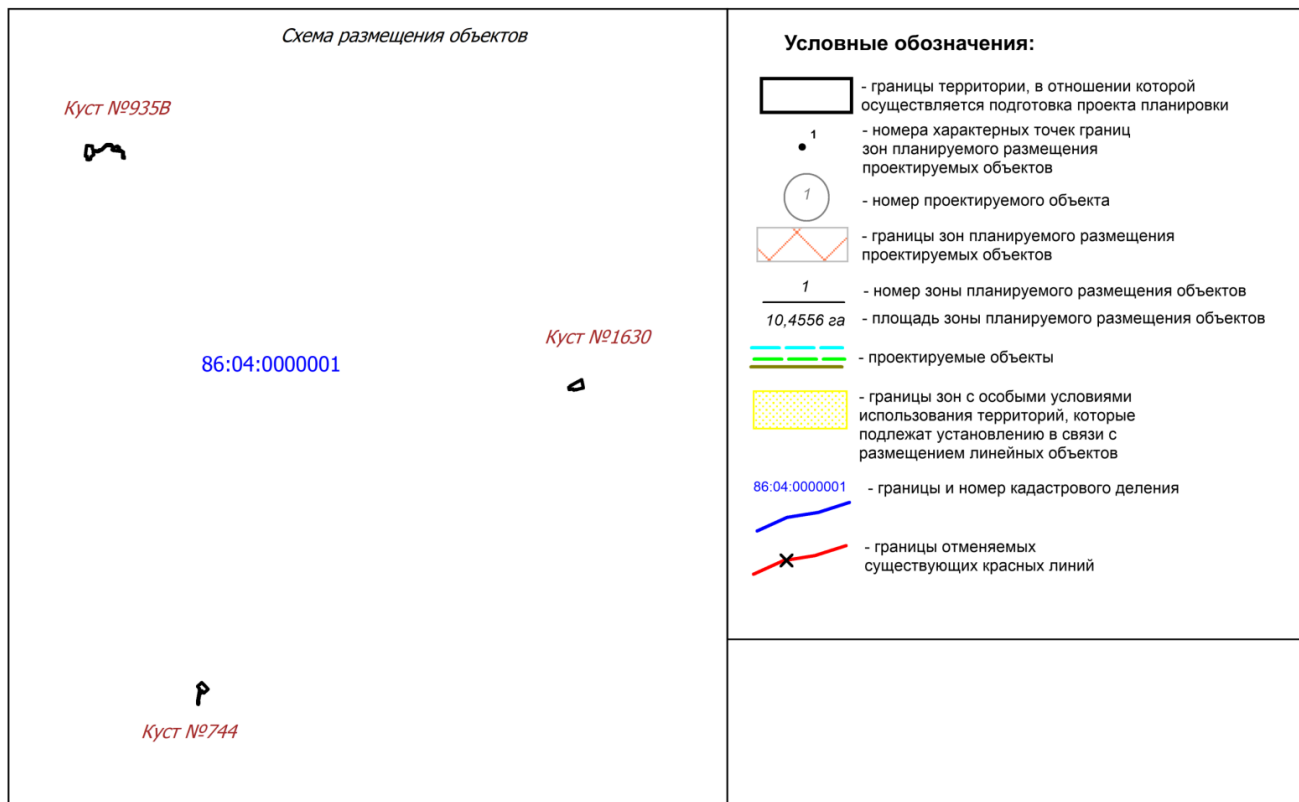 Схема размещения объектов
Куст №935В
Куст №1630
86:04:0000001
Куст №744
Условные обозначения:
- границы территории, в отношении которой
осуществляется подготовка проекта планировки
1
- номера характерных точек границ
зон планируемого размещения
проектируемых объектов
1
- номер проектируемого объекта
- границы зон планируемого размещения
проектируемых объектов
1
- номер зоны планируемого размещения объектов
10,4556 га
- площадь зоны планируемого размещения объектов
- проектируемые объекты
- границы зон с особыми условиями
использования территорий, которые
подлежат установлению в связи с
размещением линейных объектов
86:04:0000001
- границы и номер кадастрового деления
- границы отменяемых
существующих красных линий